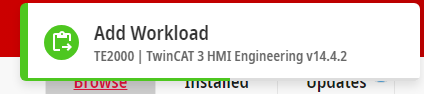 Add Workload
TE2000 | TwinCAT 3 HMI Engineering v14.4.2
Browse Installed Updates